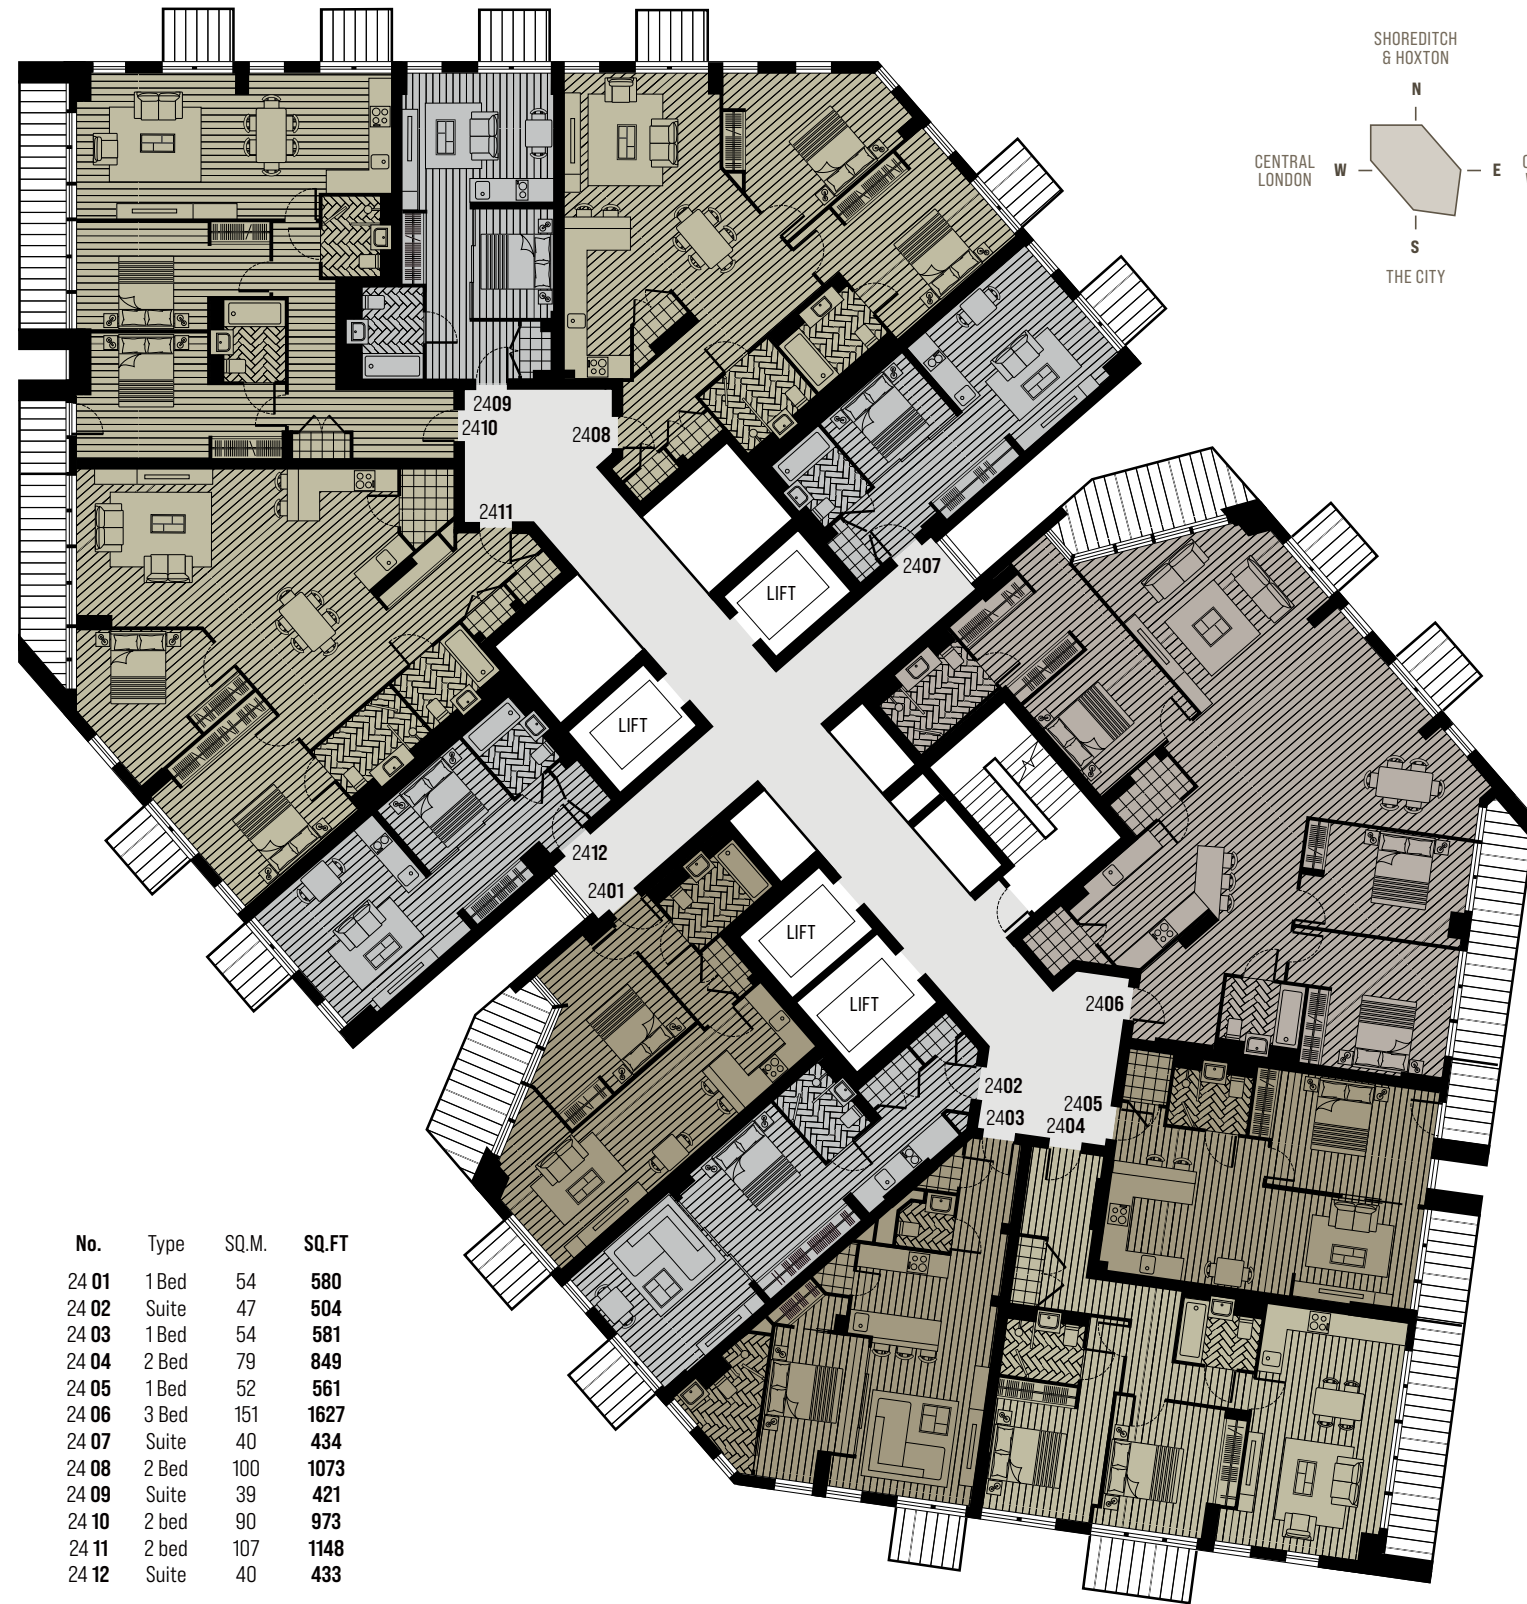 SHOREDITCH
& HOXTON
N
CENTRAL
LONDON
W
E
S
THE CITY
2409
2410
2408
2411
2407
LIFT
LIFT
2412
2401
LIFT
LIFT
2406
2402
2405
2403
2404
No. Type SQ.M. SQ.FT
24 01 1 Bed 54 580
24 02 Suite 47 504
24 03 1 Bed 54 581
24 04 2 Bed 79 849
24 05 1 Bed 52 561
24 06 3 Bed 151 1627
24 07 Suite 40 434
24 08 2 Bed 100 1073
24 09 Suite 39 421
24 10 2 bed 90 973
24 11 2 bed 107 1148
24 12 Suite 40 433